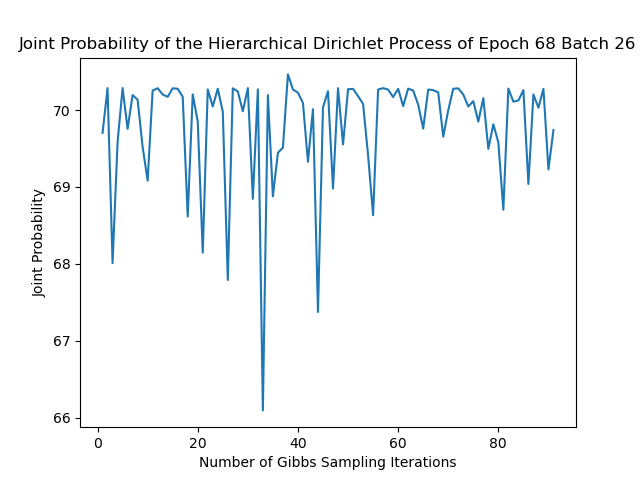 Joint Probability of the Hierarchical Dirichlet Process of Epoch 68 Batch 26
70
69
68
67
66
Joint Probability
0 20 40 60 80
Number of Gibbs Sampling Iterations